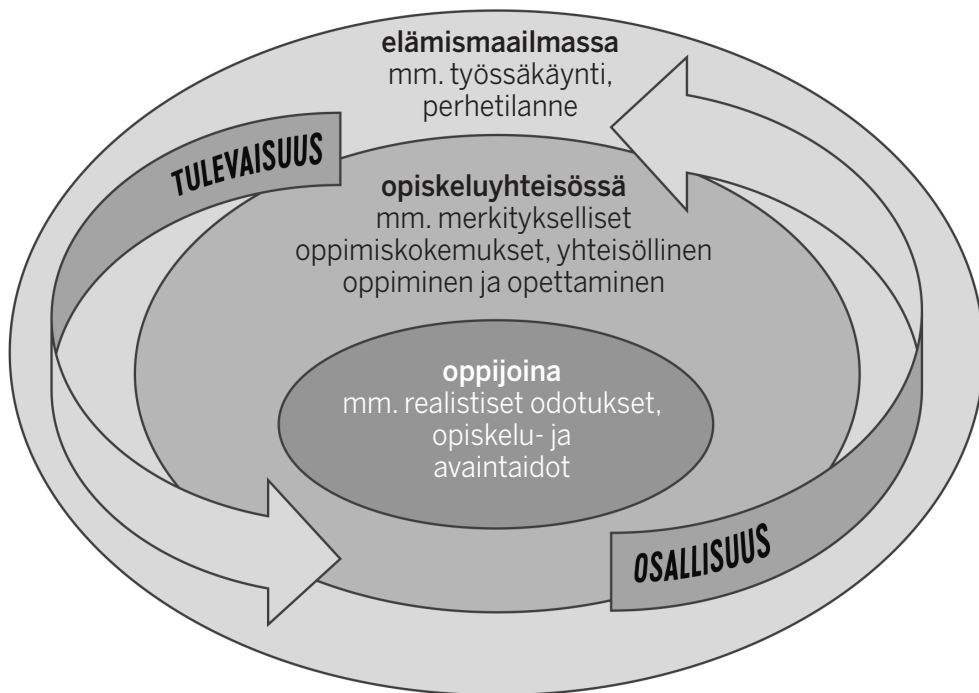 elämismaailmassa
mm. työssäkäynti,
perhetilanne
TULEVAISUUS
opiskeluyhteisössä
mm. merkitykselliset
oppimiskokemukset, yhteisöllinen
oppiminen ja opettaminen
oppijoina
mm. realistiset odotukset,
opiskelu- ja
avaintaidot
OSALLISUUS